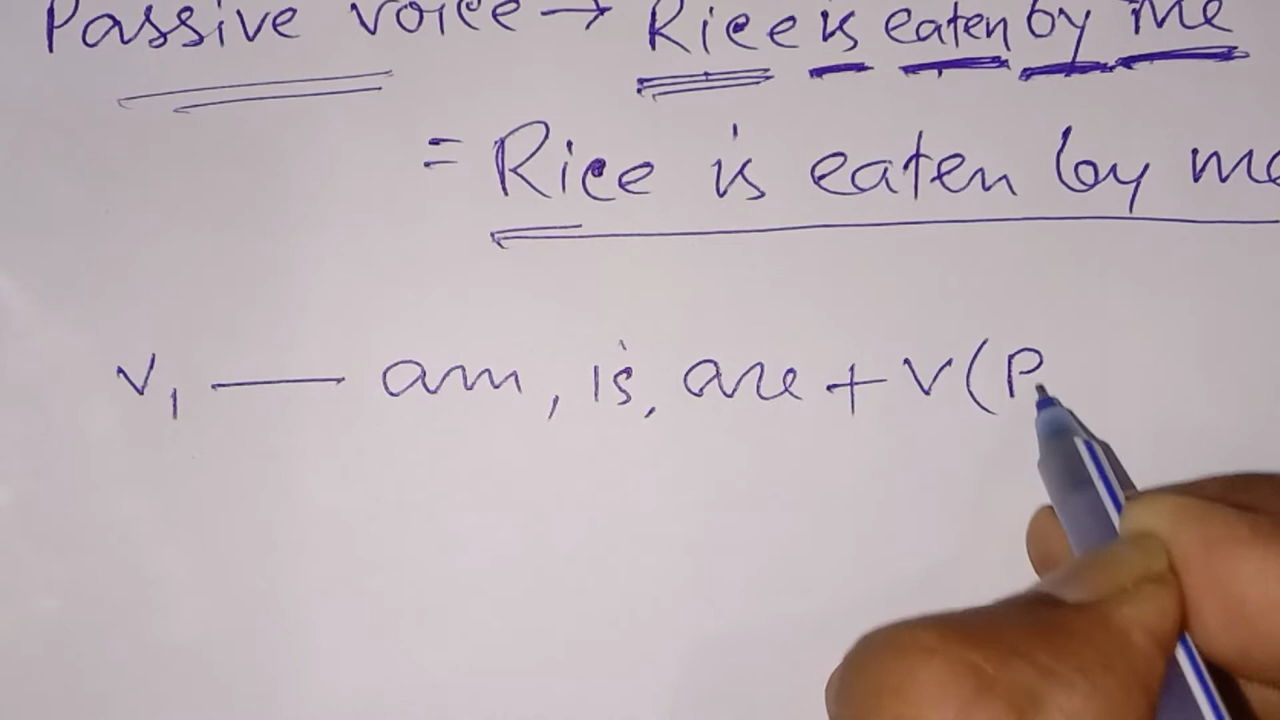 Passive voice → Rice is eaten by me
= Rice is eaten by me
V₁ — am, is, are + V(P